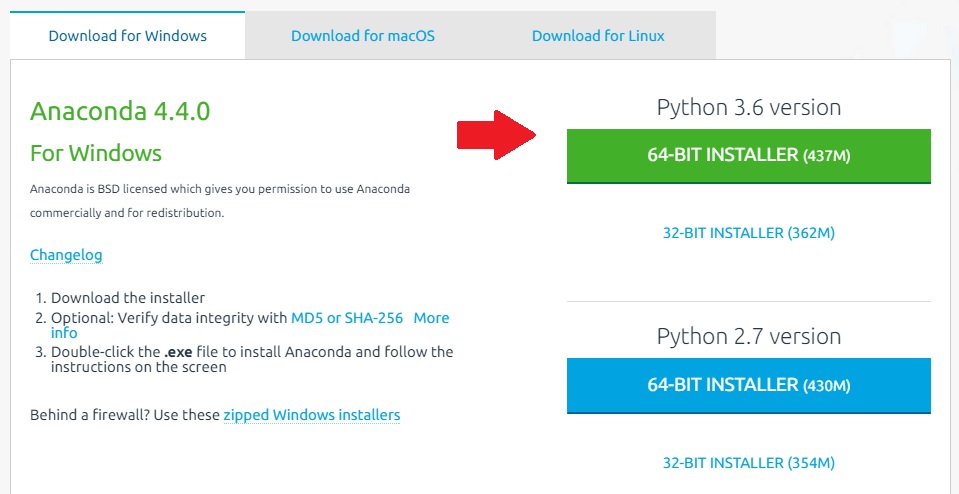 Download for Windows
Download for macOS
Download for Linux
Anaconda 4.4.0
For Windows
Anaconda is BSD licensed which gives you permission to use Anaconda
commercially and for redistribution.
Changelog
1. Download the installer
2. Optional: Verify data integrity with MD5 or SHA-256 More
info
3. Double-click the .exe file to install Anaconda and follow the
instructions on the screen
Behind a firewall? Use these zipped Windows installers
Python 3.6 version
64-BIT INSTALLER (437M)
32-BIT INSTALLER (362M)
Python 2.7 version
64-BIT INSTALLER (430M)
32-BIT INSTALLER (354M)